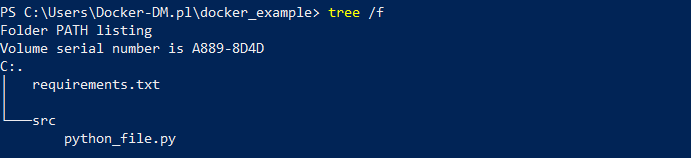 PS C:\Users\Docker-DM.pl\docker_example> tree /f
Folder PATH listing
Volume serial number is A889-8D4D
C:.
│   requirements.txt
│
└───src
        python_file.py